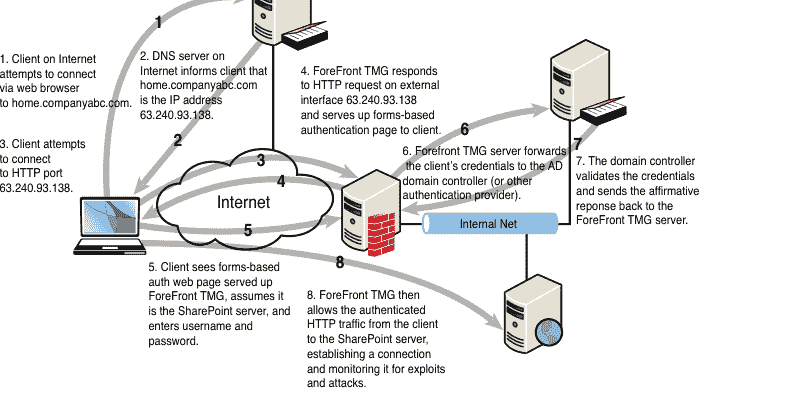 1
1. Client on Internet
attempts to connect
via web browser
to home.companyabc.com.
2. DNS server on
Internet informs client that
home.companyabc.com
is the IP address
63.240.93.138.
2
3. Client attempts
to connect
to HTTP port
63.240.93.138.
3
4. ForeFront TMG responds
to HTTP request on external
interface 63.240.93.138
and serves up forms-based
authentication page to client.
4
Internet
5
5. Client sees forms-based
auth web page served up
ForeFront TMG, assumes it
is the SharePoint server, and
enters username and
password.
6
6. Forefront TMG server forwards
the client's credentials to the AD
domain controller (or other
authentication provider).
7
7. The domain controller
validates the credentials
and sends the affirmative
reponse back to the
ForeFront TMG server.
Internal Net
8
8. ForeFront TMG then
allows the authenticated
HTTP traffic from the client
to the SharePoint server,
establishing a connection
and monitoring it for exploits
and attacks.